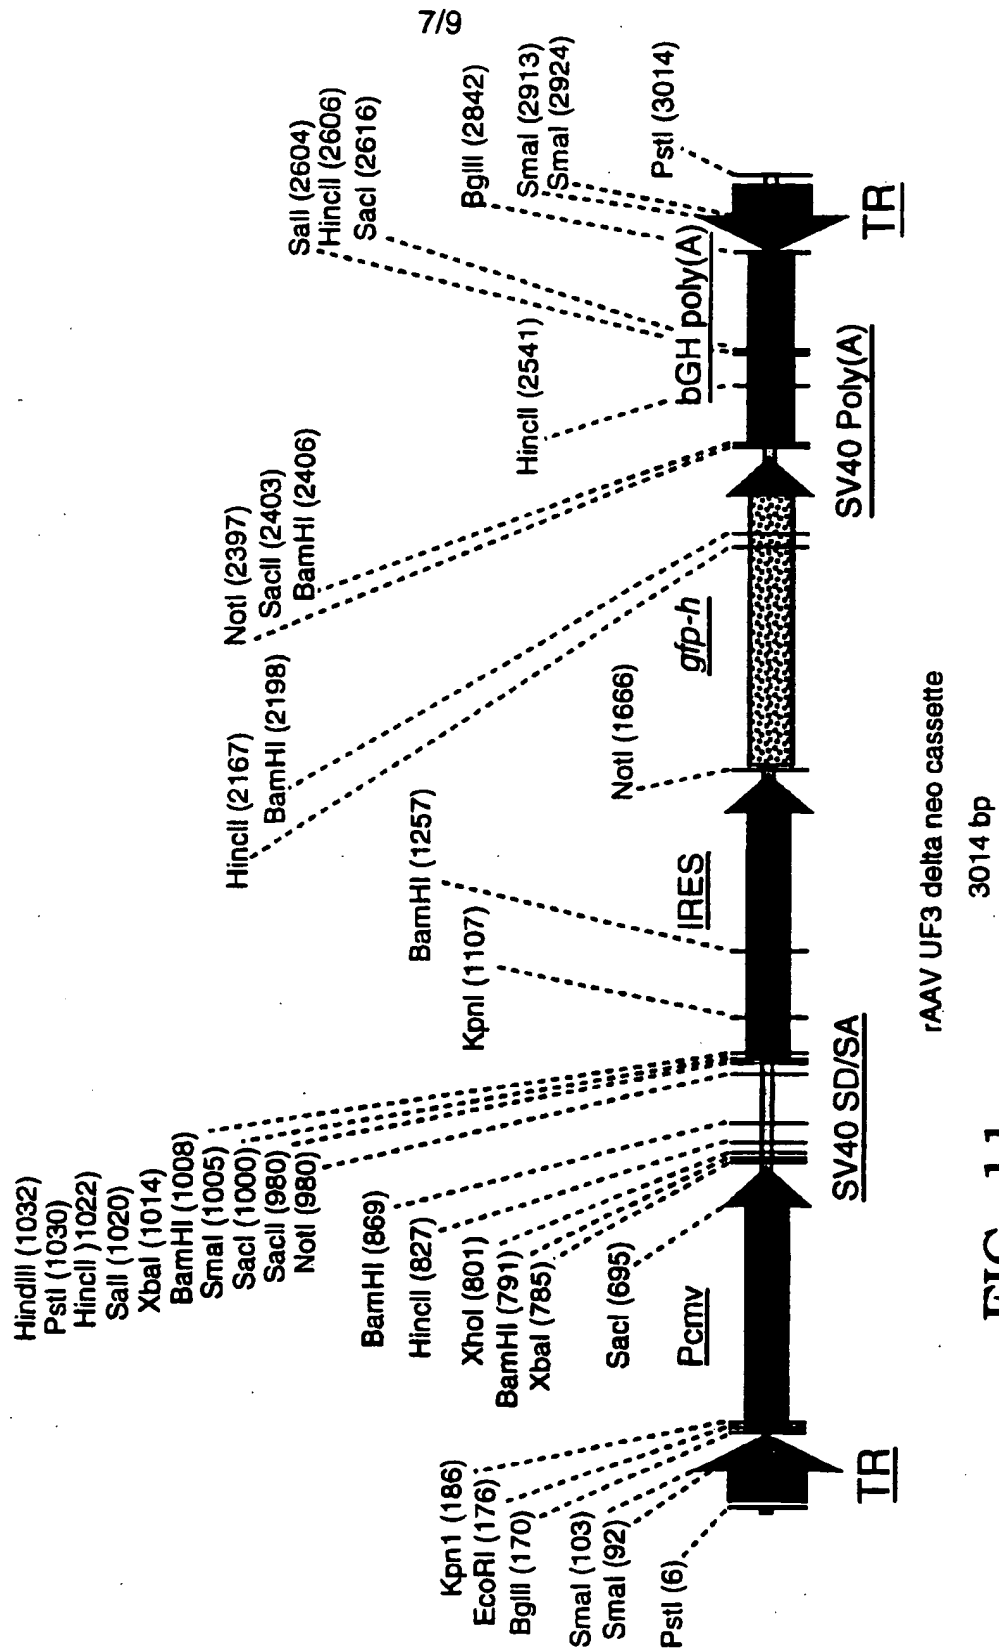 7/9
HindIII (1032)
PstI (1030)
HincII )1022)
SalI (1020)
XbaI (1014)
BamHI (1008)
SmaI (1005)
SacI (1000)
SacII (980)
NotI (980)
BamHI (869)
HincII (827)
XhoI (801)
BamHI (791)
XbaI (785)
SacI (695)
Kpn1 (186)
EcoRI (176)
BglII (170)
SmaI (103)
SmaI (92)
PstI (6)
KpnI (1107)
BamHI (1257)
NotI (1666)
HincII (2167)
BamHI (2198)
NotI (2397)
SacII (2403)
BamHI (2406)
HincII (2541)
SalI (2604)
HincII (2606)
SacI (2616)
BglII (2842)
SmaI (2913)
SmaI (2924)
PstI (3014)
Pcmv
IRES
gfp-h
bGH poly(A)
TR
SV40 SD/SA
SV40 Poly(A)
TR
rAAV UF3 delta neo cassette
3014 bp